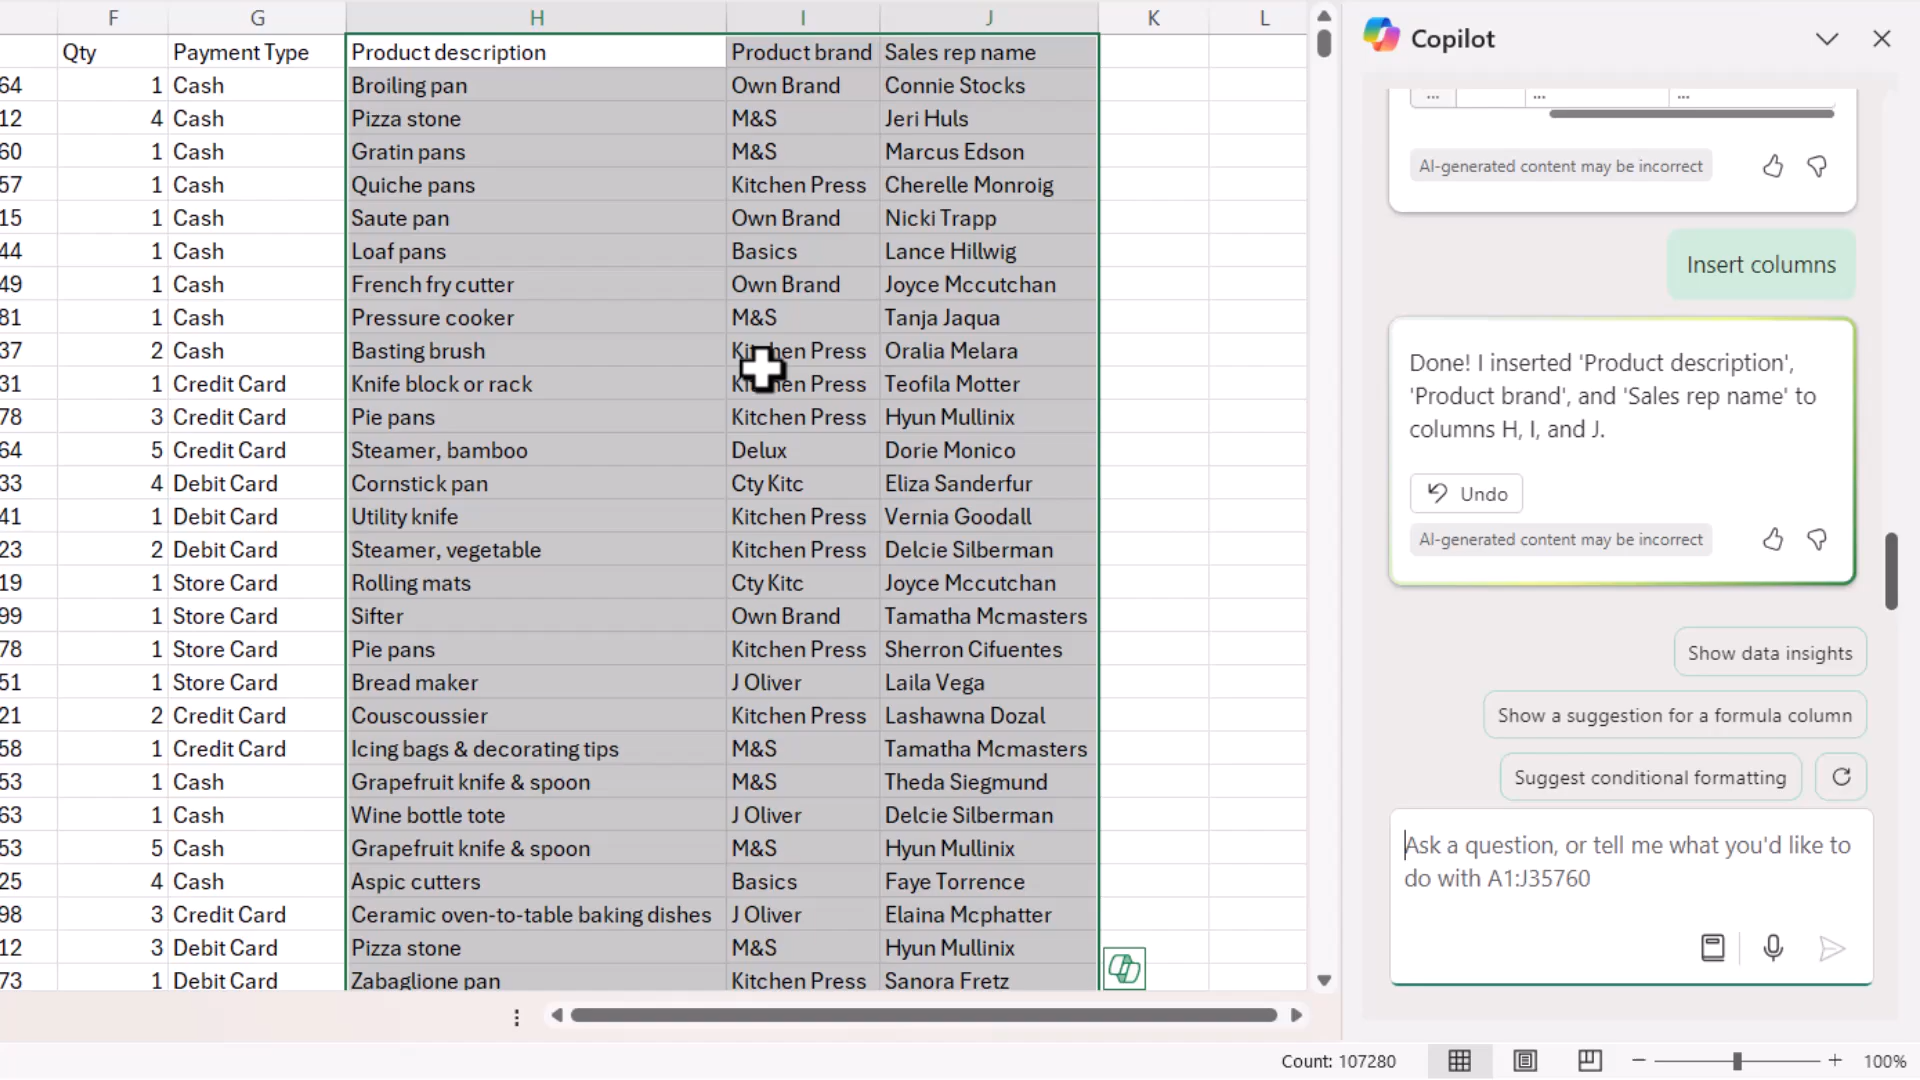 F G H I J K L
Qty Payment Type Product description Product brand Sales rep name
64 1 Cash Broiling pan Own Brand Connie Stocks
12 4 Cash Pizza stone M&S Jeri Huls
60 1 Cash Gratin pans M&S Marcus Edson
57 1 Cash Quiche pans Kitchen Press Cherelle Monroig
15 1 Cash Saute pan Own Brand Nicki Trapp
44 1 Cash Loaf pans Basics Lance Hillwig
49 1 Cash French fry cutter Own Brand Joyce Mccutchan
81 1 Cash Pressure cooker M&S Tanja Jaqua
37 2 Cash Basting brush Kitchen Press Oralia Melara
31 1 Credit Card Knife block or rack Kitchen Press Teofila Motter
78 3 Credit Card Pie pans Kitchen Press Hyun Mullinix
64 5 Credit Card Steamer, bamboo Delux Dorie Monico
33 4 Debit Card Cornstick pan Cty Kitc Eliza Sanderfur
41 1 Debit Card Utility knife Kitchen Press Vernia Goodall
23 2 Debit Card Steamer, vegetable Kitchen Press Delcie Silberman
19 1 Store Card Rolling mats Cty Kitc Joyce Mccutchan
99 1 Store Card Sifter Own Brand Tamatha Mcmasters
78 1 Store Card Pie pans Kitchen Press Sherron Cifuentes
51 1 Store Card Bread maker J Oliver Laila Vega
21 2 Credit Card Couscoussier Kitchen Press Lashawna Dozal
58 1 Credit Card Icing bags & decorating tips M&S Tamatha Mcmasters
53 1 Cash Grapefruit knife & spoon M&S Theda Siegmund
63 1 Cash Wine bottle tote J Oliver Delcie Silberman
53 5 Cash Grapefruit knife & spoon M&S Hyun Mullinix
25 4 Cash Aspic cutters Basics Faye Torrence
98 3 Credit Card Ceramic oven-to-table baking dishes J Oliver Elaina Mcphatter
12 3 Debit Card Pizza stone M&S Hyun Mullinix
73 1 Debit Card Zabaglione pan Kitchen Press Sanora Fretz
Count: 107280
100%
Copilot
... ... ...
AI-generated content may be incorrect
Insert columns
Done! I inserted 'Product description',
'Product brand', and 'Sales rep name' to
columns H, I, and J.
Undo
AI-generated content may be incorrect
Show data insights
Show a suggestion for a formula column
Suggest conditional formatting
Ask a question, or tell me what you'd like to
do with A1:J35760